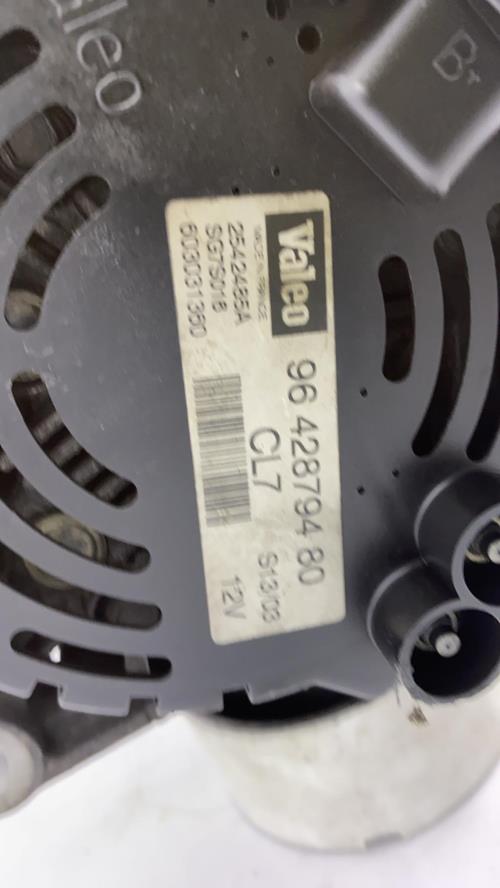 Valeo
B+
Valeo
MADE IN FRANCE
2542485A
SG7S018
603031360
96 428794 80
CL7
S13/03
12V